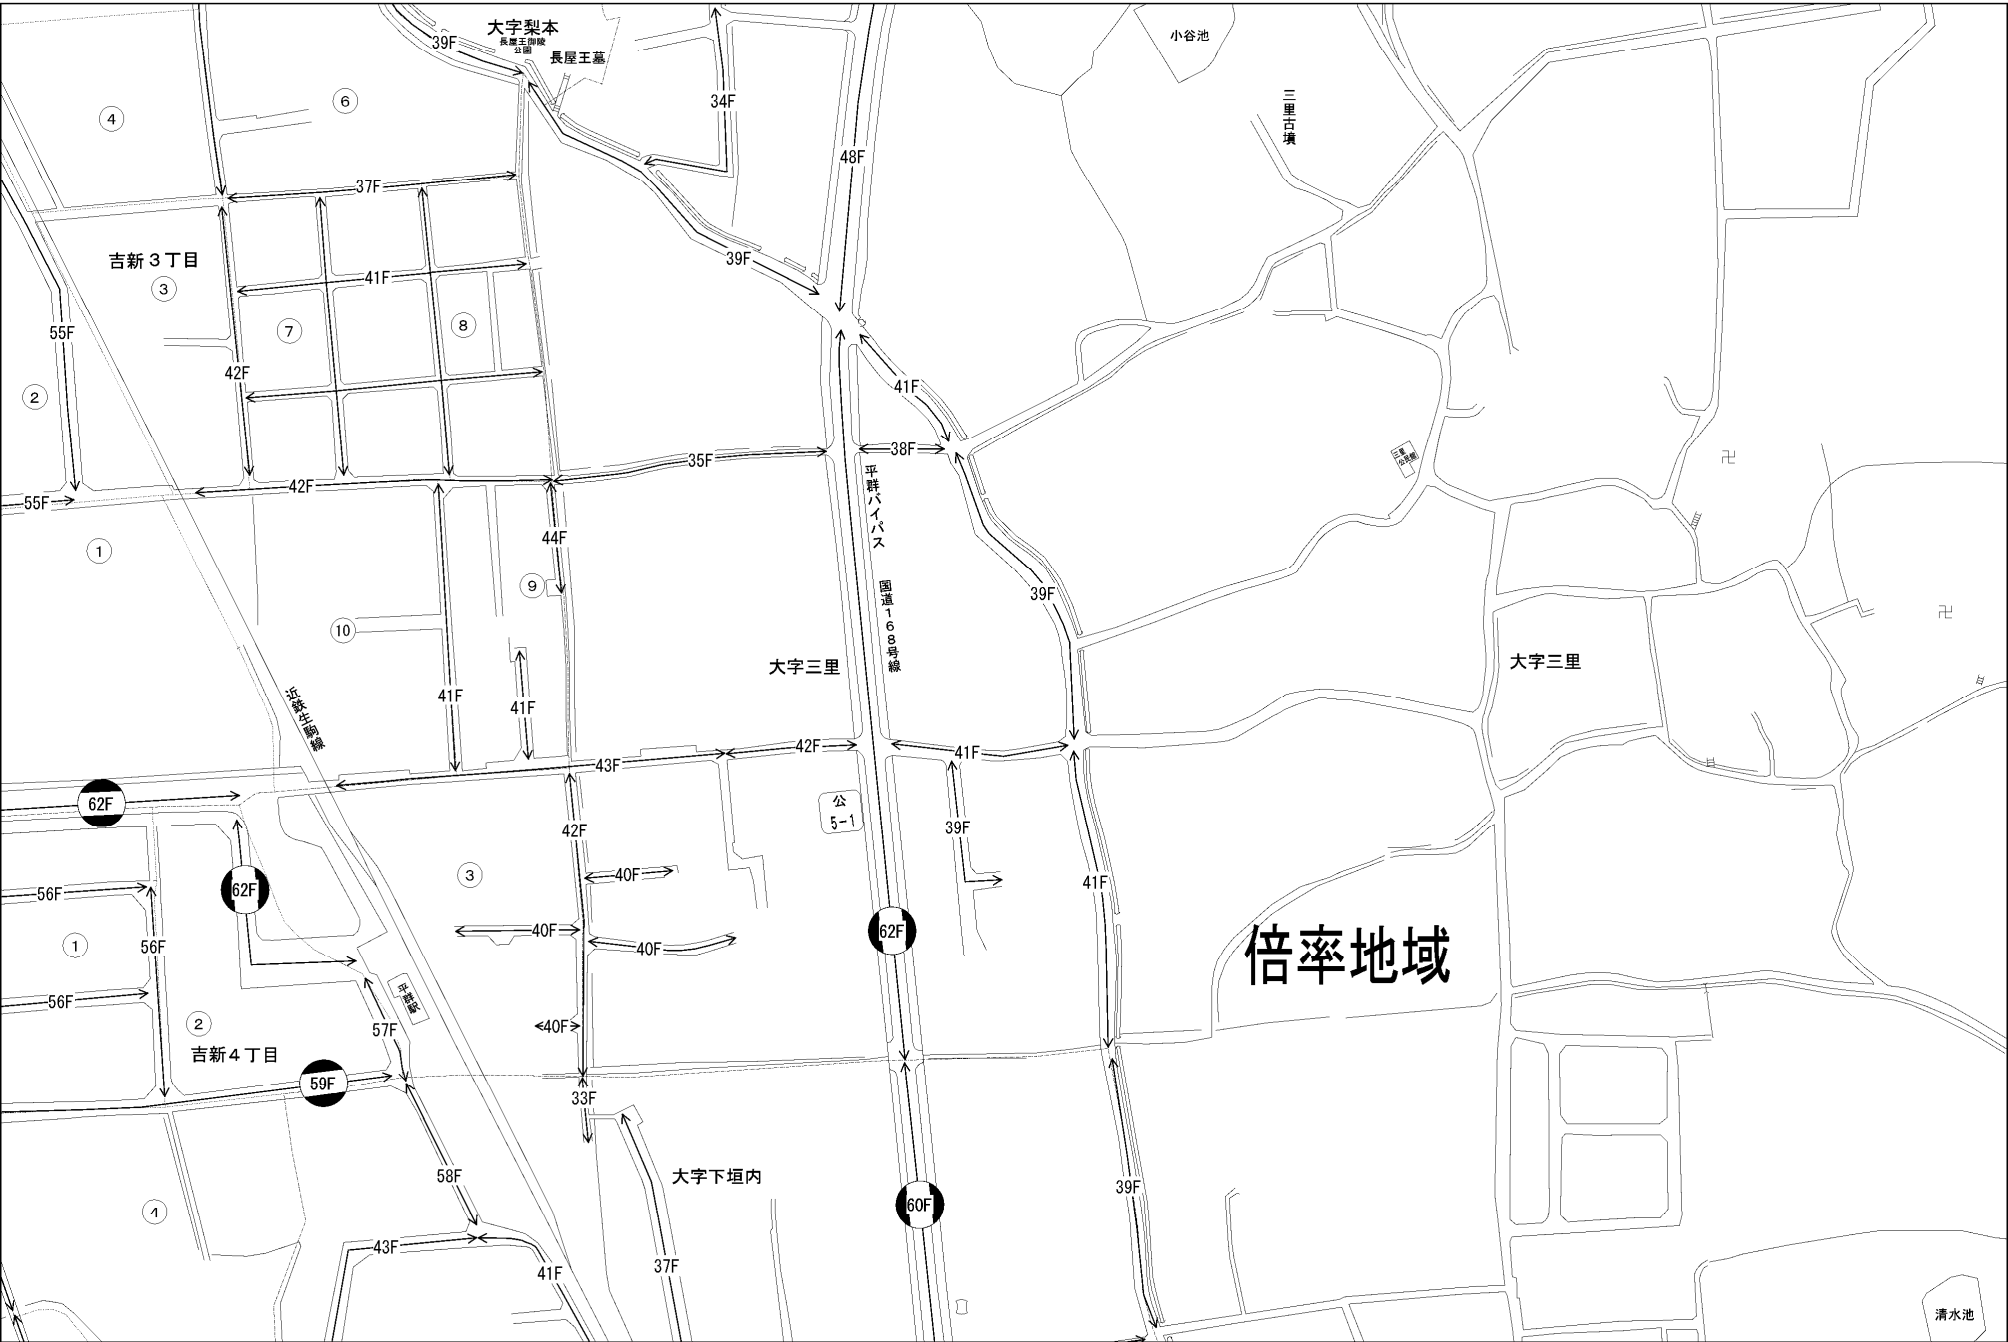 大字梨本
長屋王御陵
公園
長屋王墓
39F
小谷池
34F
三里古墳
④
⑥
48F
37F
吉新3丁目
③
41F
39F
⑦
⑧
55F
42F
②
41F
38F
35F
三里
公民館
42F
55F
平群バイパス
国道168号線
①
44F
⑨
39F
⑩
大字三里
大字三里
近鉄生駒線
41F
41F
42F
41F
43F
62F
公
5-1
42F
39F
③
40F
62F
41F
56F
56F
①
40F
40F
62F
倍率地域
56F
平群駅
②
57F
40F
吉新4丁目
59F
33F
58F
大字下垣内
39F
60F
④
43F
41F
37F
清水池